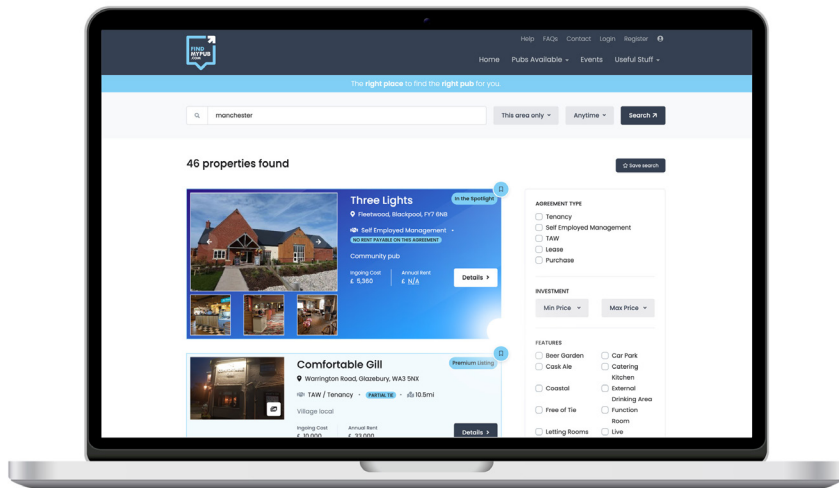 FIND
MYPUB
.COM
Help FAQs Contact Login Register
Home Pubs Available Events Useful Stuff
The right place to find the right pub for you.
manchester
This area only
Anytime
Search
46 properties found
Save search
Three Lights
In the Spotlight
Fleetwood, Blackpool, FY7 6NB
Self Employed Management
NO RENT PAYABLE ON THIS AGREEMENT
Community pub
Ingoing Cost
£ 5,360
Annual Rent
£ N/A
Details
Comfortable Gill
Premium Listing
Warrington Road, Glazebury, WA3 5NX
TAW / Tenancy · PARTIAL TIE · 10.5mi
Village local
Ingoing Cost
£ 10,000
Annual Rent
£ 33,000
Details
AGREEMENT TYPE
Tenancy
Self Employed Management
TAW
Lease
Purchase
INVESTMENT
Min Price
Max Price
FEATURES
Beer Garden
Car Park
Cask Ale
Catering
Kitchen
Coastal
External
Drinking Area
Free of Tie
Function
Room
Letting Rooms
Live